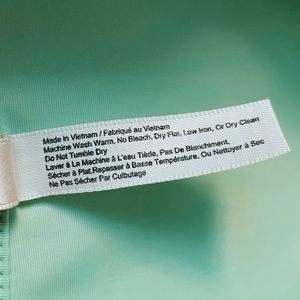 Made in Vietnam / Fabriqué au Vietnam
Machine Wash Warm, No Bleach, Dry Flat, Low Iron, Or Dry Clean
Do Not Tumble Dry
Laver à La Machine à L'eau Tiède, Pas De Blanchiment,
Sécher à Plat,Repasser à Basse Température, Ou Nettoyer à Sec
Ne Pas Sécher Par Culbutage